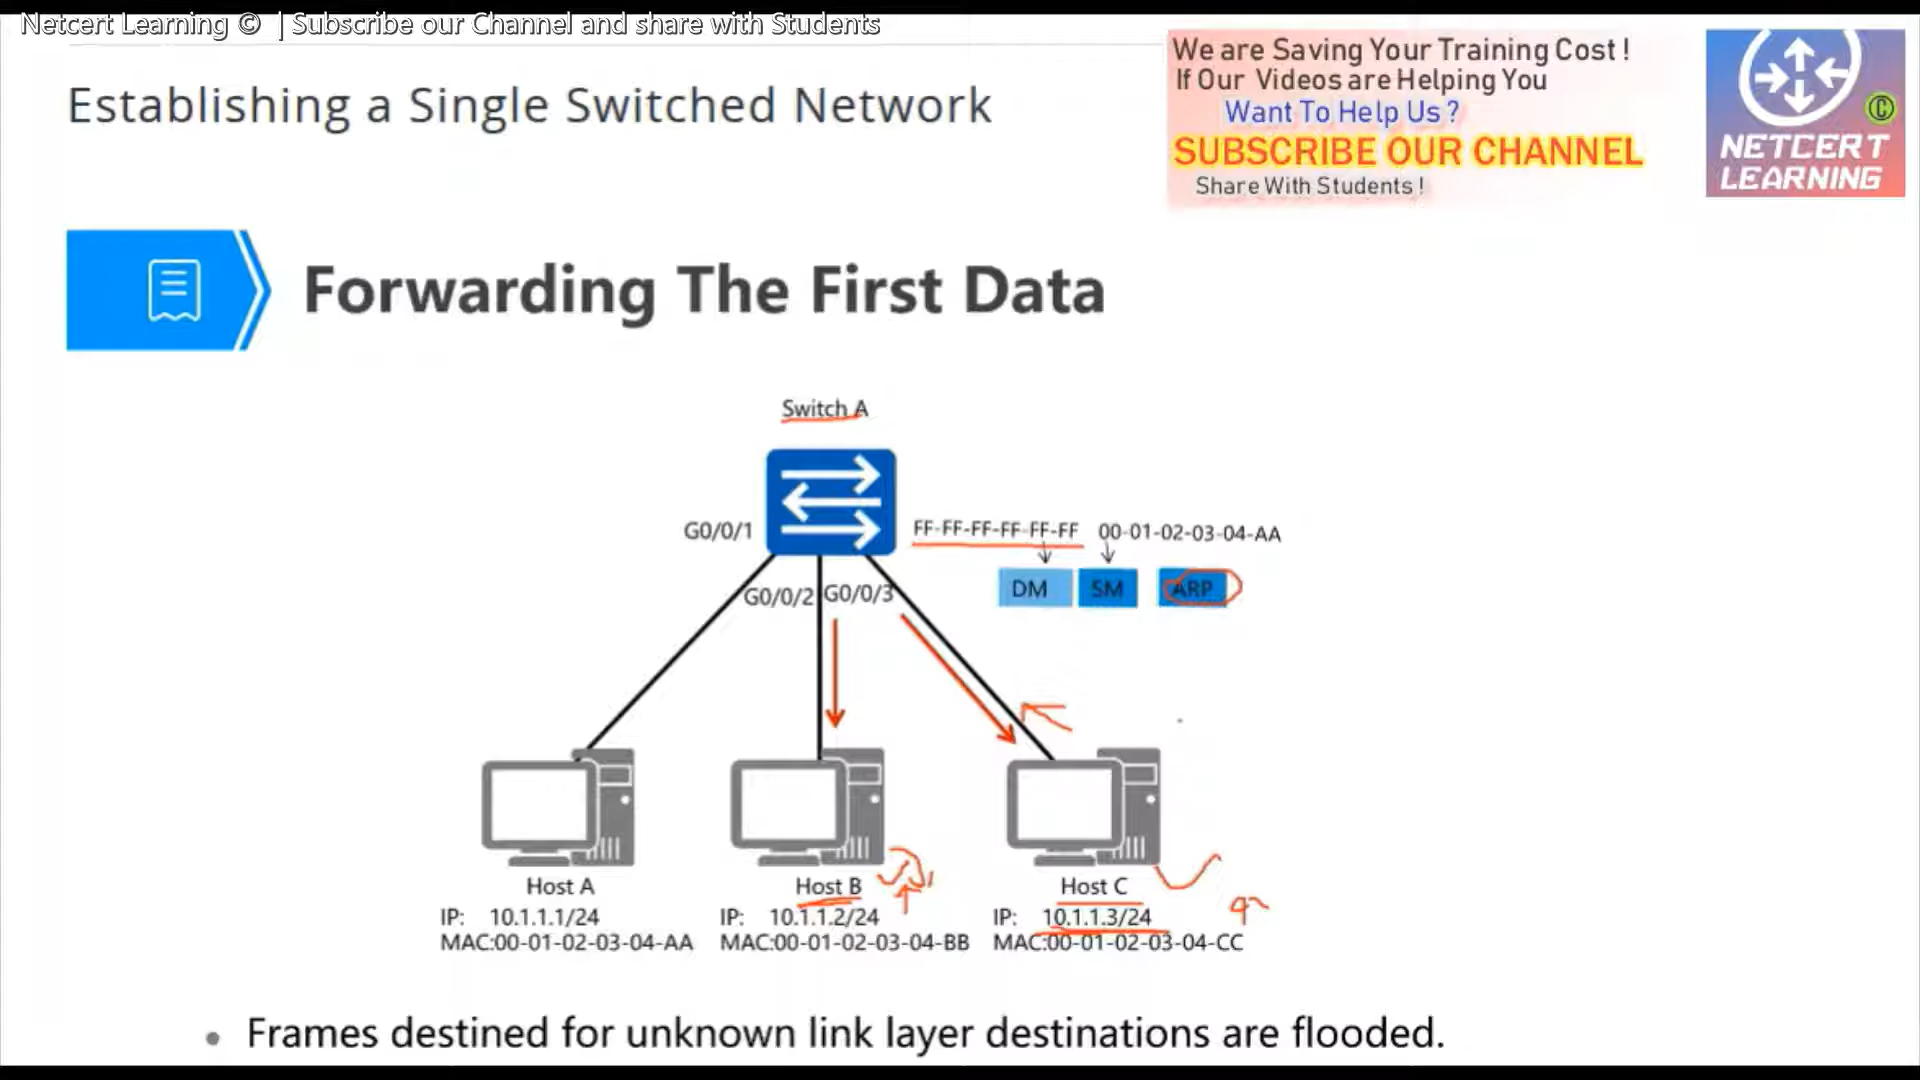 Netcert Learning © | Subscribe our Channel and share with Students
We are Saving Your Training Cost !
If Our Videos are Helping You
Want To Help Us ?
SUBSCRIBE OUR CHANNEL
Share With Students !
©
NETCERT
LEARNING
Establishing a Single Switched Network
Forwarding The First Data
Switch A
G0/0/1
FF-FF-FF-FF-FF-FF 00-01-02-03-04-AA
G0/0/2 G0/0/3
DM SM ARP
Host A
IP: 10.1.1.1/24
MAC:00-01-02-03-04-AA
Host B
IP: 10.1.1.2/24
MAC:00-01-02-03-04-BB
Host C
IP: 10.1.1.3/24
MAC:00-01-02-03-04-CC
• Frames destined for unknown link layer destinations are flooded.